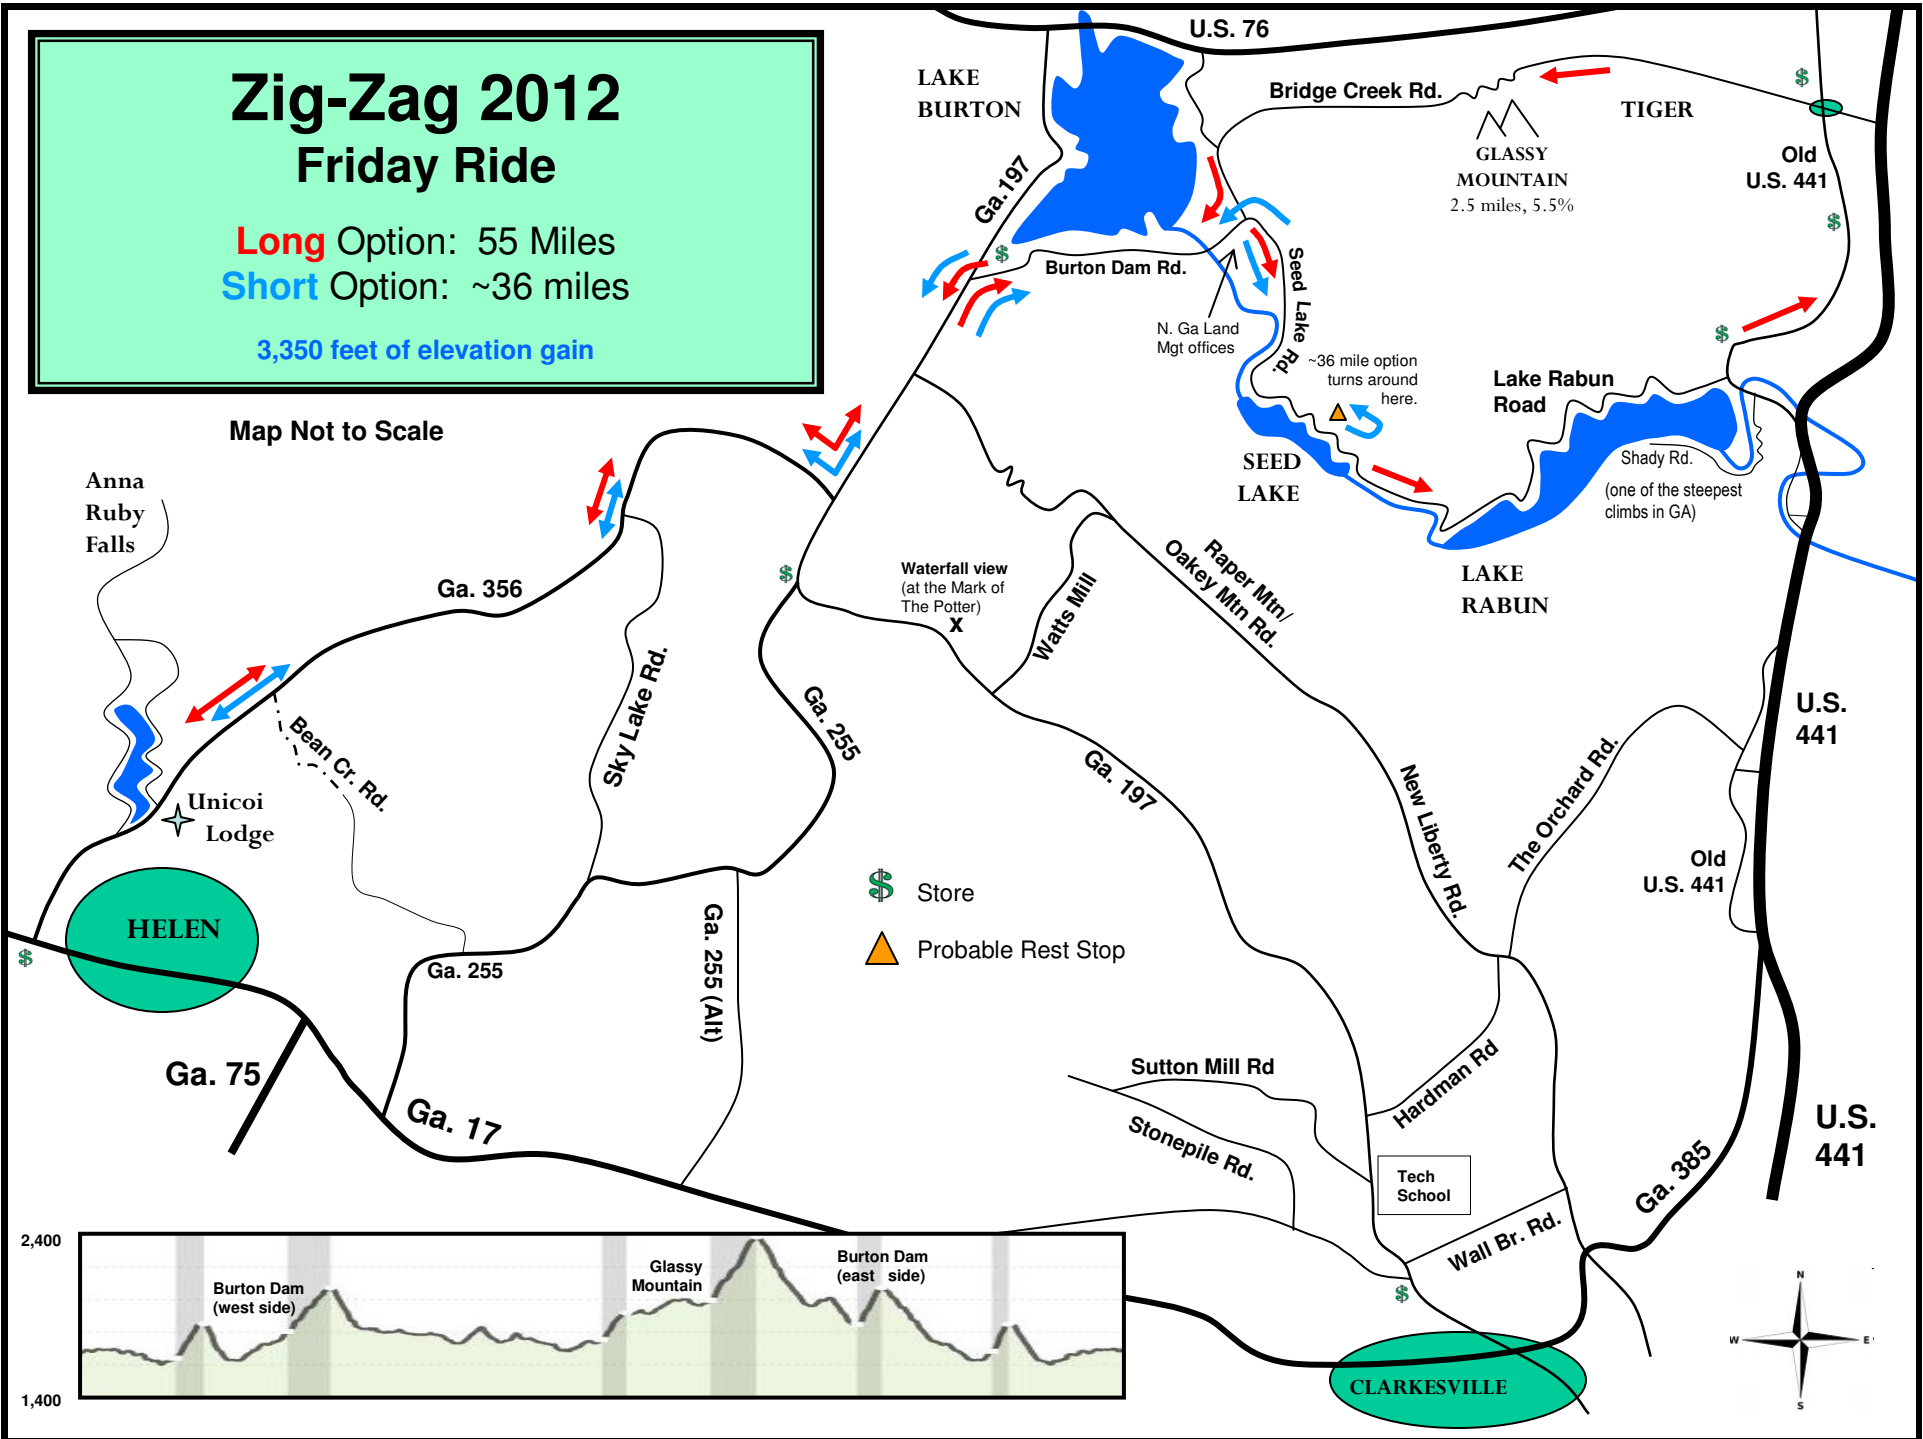 Zig-Zag 2012
Friday Ride
Long Option: 55 Miles
Short Option: ~36 miles
3,350 feet of elevation gain
Map Not to Scale
U.S. 76
LAKE
BURTON
Ga.197
Bridge Creek Rd.
TIGER
GLASSY
MOUNTAIN
2.5 miles, 5.5%
Old
U.S. 441
$
$
$
$
Burton Dam Rd.
N. Ga Land
Mgt offices
Seed Lake Rd.
~36 mile option
turns around
here.
Lake Rabun
Road
SEED
LAKE
Shady Rd.
(one of the steepest
climbs in GA)
LAKE
RABUN
Anna
Ruby
Falls
Ga. 356
$
Waterfall view
(at the Mark of
The Potter)
x
Watts Mill
Raper Mtn/
Oakey Mtn Rd.
Sky Lake Rd.
Ga. 255
Bean Cr. Rd.
Unicoi
Lodge
Ga. 197
New Liberty Rd.
The Orchard Rd.
U.S.
441
Old
U.S. 441
$ Store
Probable Rest Stop
HELEN
$
Ga. 255
Ga. 255 (Alt)
Ga. 75
Ga. 17
Sutton Mill Rd
Stonepile Rd.
Hardman Rd
Tech
School
Wall Br. Rd.
Ga. 385
U.S.
441
$
CLARKESVILLE
N
W
E
S
2,400
1,400
Burton Dam
(west side)
Glassy
Mountain
Burton Dam
(east side)